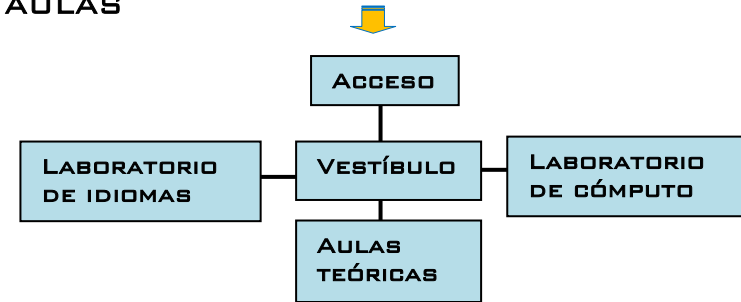 AULAS
ACCESO
LABORATORIO
DE IDIOMAS
VESTÍBULO
LABORATORIO
DE CÓMPUTO
AULAS
TEÓRICAS